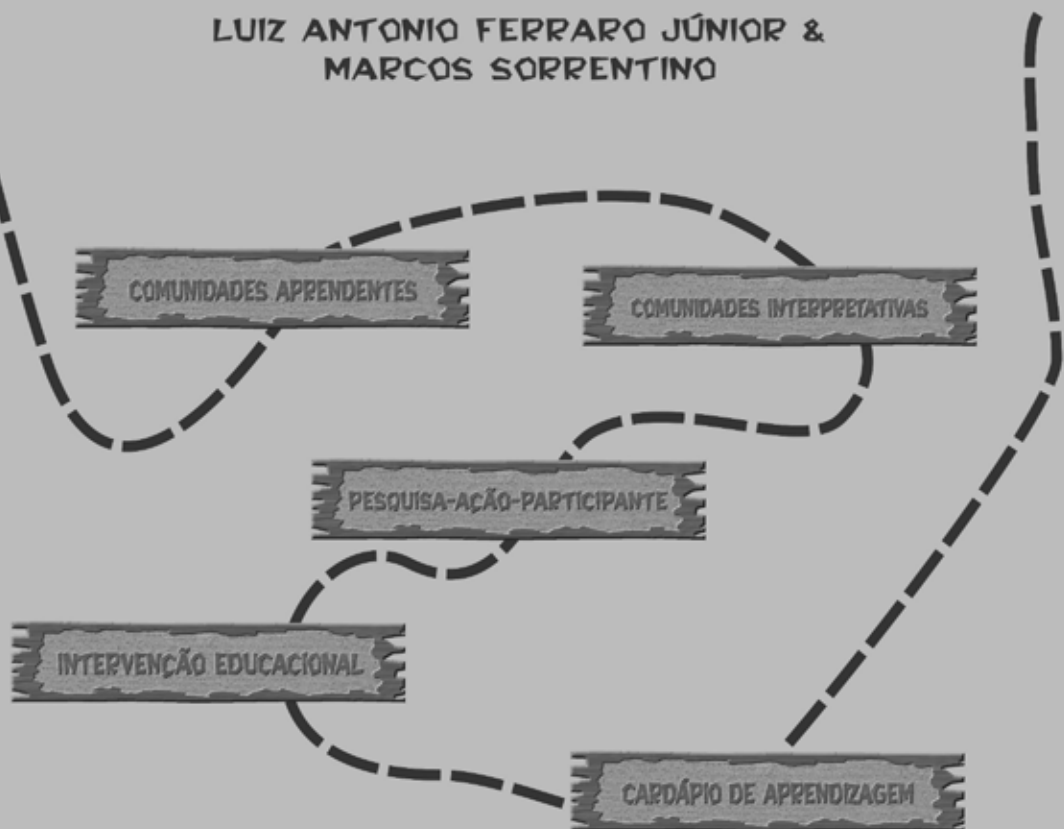 LUIZ ANTONIO FERRARO JÚNIOR &
MARCOS SORRENTINO
COMUNIDADES APRENDENTES
COMUNIDADES INTERPRETATIVAS
PESQUISA-AÇÃO-PARTICIPANTE
INTERVENÇÃO EDUCACIONAL
CARDÁPIO DE APRENDIZAGEM